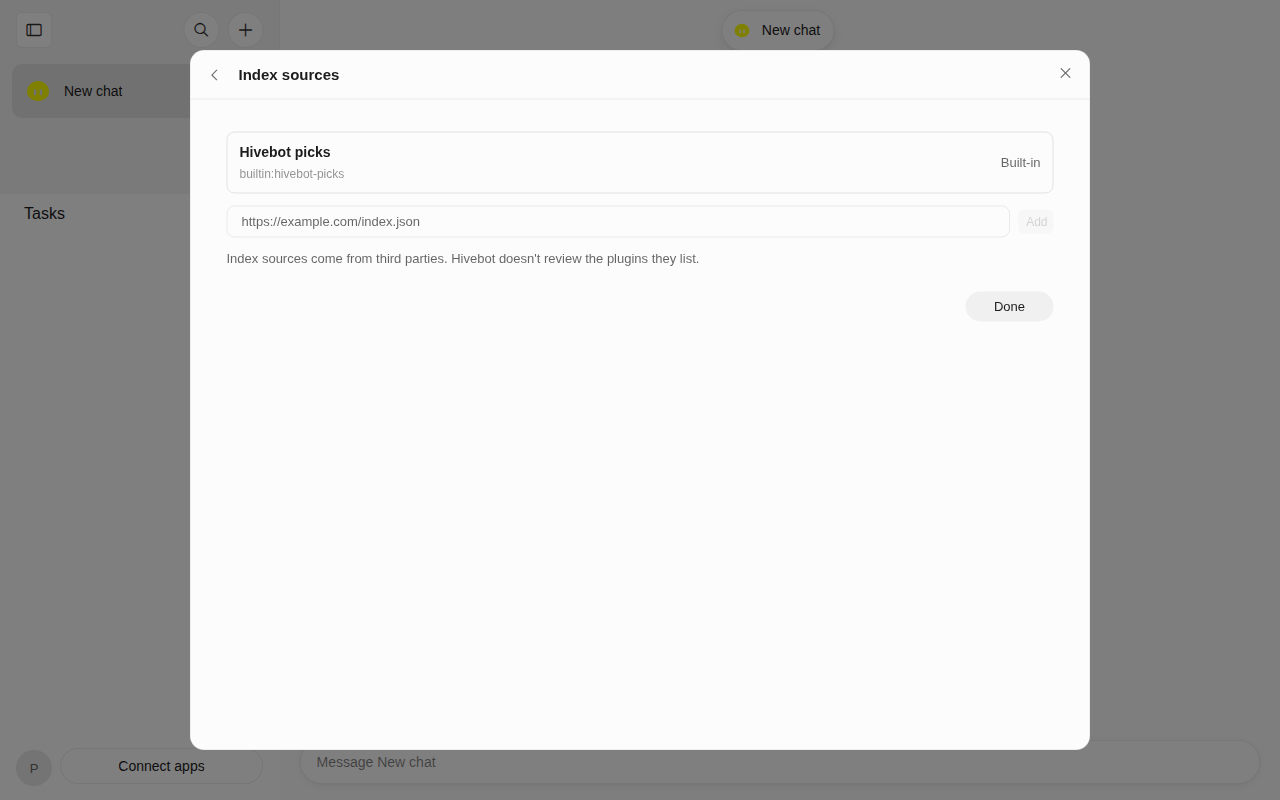 New chat
New chat
Index sources
Hivebot picks
builtin:hivebot-picks
Built-in
https://example.com/index.json
Add
Index sources come from third parties. Hivebot doesn't review the plugins they list.
Done
Tasks
P
Connect apps
Message New chat